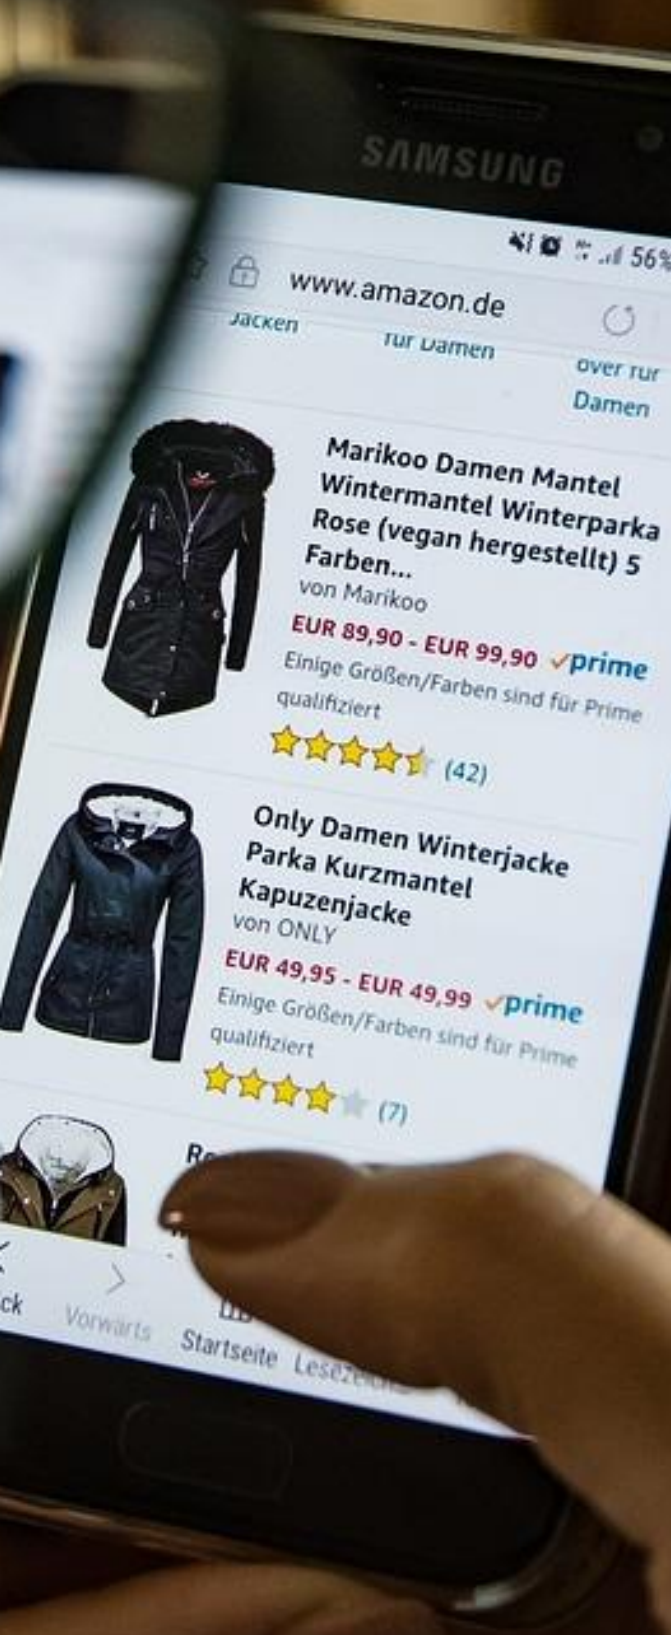 SAMSUNG
56%
www.amazon.de
Jacken
für Damen
over für
Damen
Marikoo Damen Mantel
Wintermantel Winterparka
Rose (vegan hergestellt) 5
Farben...
von Marikoo
EUR 89,90 - EUR 99,90 prime
Einige Größen/Farben sind für Prime
qualifiziert
(42)
Only Damen Winterjacke
Parka Kurzmantel
Kapuzenjacke
von ONLY
EUR 49,95 - EUR 49,99 prime
Einige Größen/Farben sind für Prime
qualifiziert
(7)
Vorwärts
Startseite